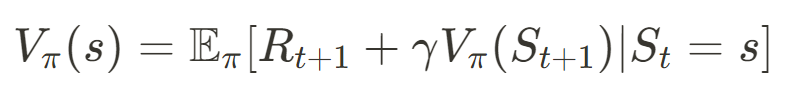 V_π(s) = 𝔼_π[R_{t+1} + γV_π(S_{t+1})|S_t = s]